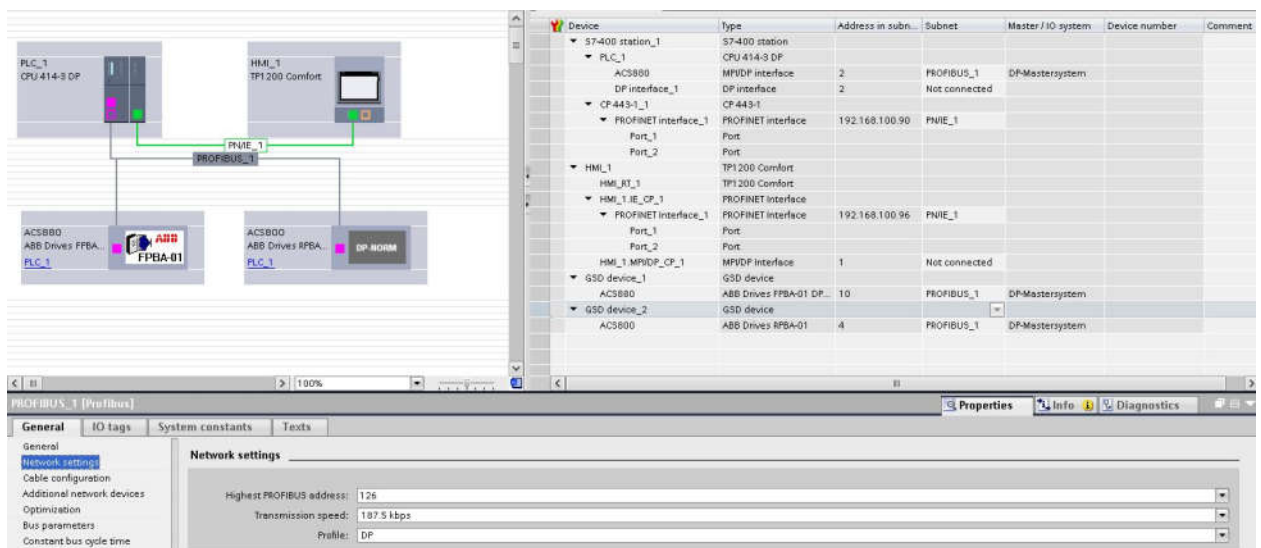 PLC_1
CPU 414-3 DP
HMI_1
TP1200 Comfort
PN/IE_1
PROFIBUS_1
ACS880
ABB Drives FPBA...
PLC_1
ABB
FPBA-01
ACS800
ABB Drives RPBA...
PLC_1
DP-NORM
100%
Device Type Address in subn... Subnet Master / IO system Device number Comment
S7-400 station_1 S7-400 station
PLC_1 CPU 414-3 DP
ACS880 MPI/DP interface 2 PROFIBUS_1 DP-Mastersystem
DP interface_1 DP interface 2 Not connected
CP 443-1_1 CP 443-1
PROFINET interface_1 PROFINET interface 192.168.100.90 PN/IE_1
Port_1 Port
Port_2 Port
HMI_1 TP1200 Comfort
HMI_RT_1 TP1200 Comfort
HMI_1.IE_CP_1 PROFINET interface
PROFINET interface_1 PROFINET interface 192.168.100.96 PN/IE_1
Port_1 Port
Port_2 Port
HMI_1.MPI/DP_CP_1 MPI/DP interface 1 Not connected
GSD device_1 GSD device
ACS880 ABB Drives FPBA-01 DP... 10 PROFIBUS_1 DP-Mastersystem
GSD device_2 GSD device
ACS800 ABB Drives RPBA-01 4 PROFIBUS_1 DP-Mastersystem
PROFIBUS_1 [Profibus]
Properties Info Diagnostics
General IO tags System constants Texts
General
Network settings
Cable configuration
Additional network devices
Optimization
Bus parameters
Constant bus cycle time
Network settings
Highest PROFIBUS address: 126
Transmission speed: 187.5 kbps
Profile: DP